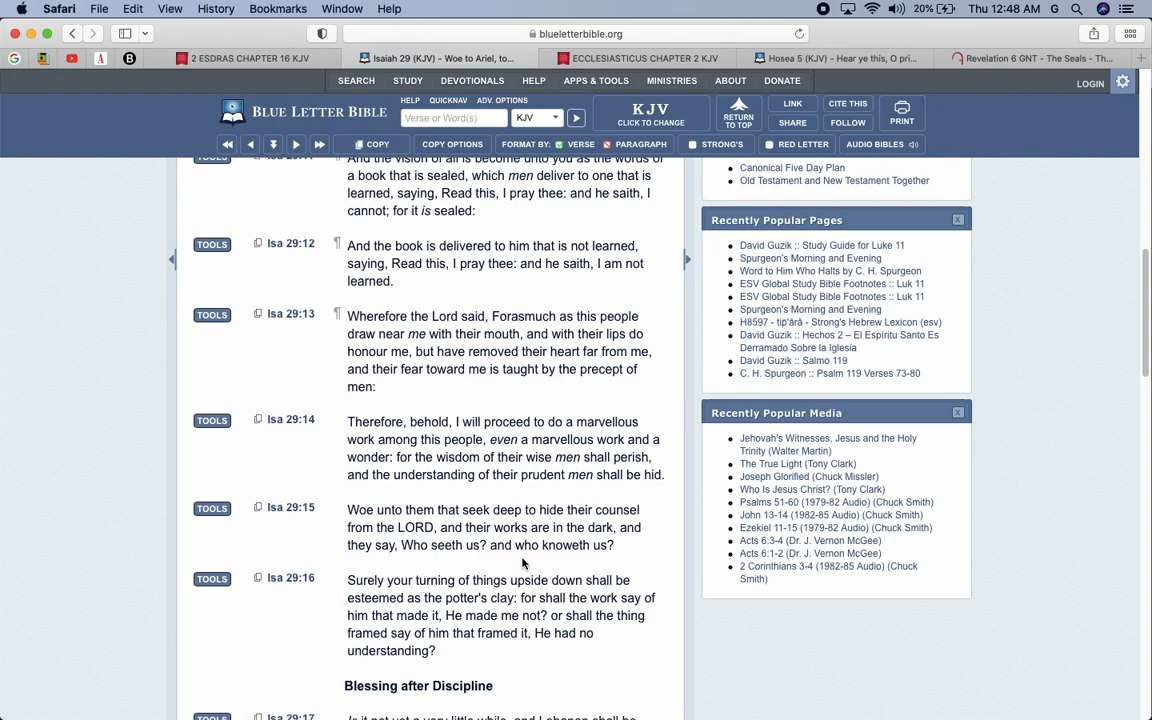 Safari File Edit View History Bookmarks Window Help 20% Thu 12:48 AM G
blueletterbible.org
G A B 2 ESDRAS CHAPTER 16 KJV Isaiah 29 (KJV) - Woe to Ariel, to... ECCLESIASTICUS CHAPTER 2 KJV Hosea 5 (KJV) - Hear ye this, O pri... Revelation 6 GNT - The Seals - Th...
SEARCH STUDY DEVOTIONALS HELP APPS & TOOLS MINISTRIES ABOUT DONATE LOGIN
BLUE LETTER BIBLE
HELP QUICKNAV ADV. OPTIONS
Verse or Word(s) KJV
KJV
CLICK TO CHANGE
RETURN
TO TOP
LINK CITE THIS
SHARE FOLLOW
PRINT
COPY COPY OPTIONS FORMAT BY: VERSE PARAGRAPH STRONG'S RED LETTER AUDIO BIBLES
TOOLS And the vision of all is become unto you as the words of
a book that is sealed, which men deliver to one that is
learned, saying, Read this, I pray thee: and he saith, I
cannot; for it is sealed:
TOOLS Isa 29:12 ¶ And the book is delivered to him that is not learned,
saying, Read this, I pray thee: and he saith, I am not
learned.
TOOLS Isa 29:13 ¶ Wherefore the Lord said, Forasmuch as this people
draw near me with their mouth, and with their lips do
honour me, but have removed their heart far from me,
and their fear toward me is taught by the precept of
men:
TOOLS Isa 29:14 Therefore, behold, I will proceed to do a marvellous
work among this people, even a marvellous work and a
wonder: for the wisdom of their wise men shall perish,
and the understanding of their prudent men shall be hid.
TOOLS Isa 29:15 Woe unto them that seek deep to hide their counsel
from the LORD, and their works are in the dark, and
they say, Who seeth us? and who knoweth us?
TOOLS Isa 29:16 Surely your turning of things upside down shall be
esteemed as the potter's clay: for shall the work say of
him that made it, He made me not? or shall the thing
framed say of him that framed it, He had no
understanding?
Blessing after Discipline
TOOLS Isa 29:17 Is it not yet a very little while, and Lebanon shall be
Canonical Five Day Plan
Old Testament and New Testament Together
Recently Popular Pages
David Guzik :: Study Guide for Luke 11
Spurgeon's Morning and Evening
Word to Him Who Halts by C. H. Spurgeon
ESV Global Study Bible Footnotes :: Luk 11
ESV Global Study Bible Footnotes :: Luk 11
Spurgeon's Morning and Evening
H8597 - tip'ārâ - Strong's Hebrew Lexicon (esv)
David Guzik :: Hechos 2 – El Espíritu Santo Es
Derramado Sobre la Iglesia
David Guzik :: Salmo 119
C. H. Spurgeon :: Psalm 119 Verses 73-80
Recently Popular Media
Jehovah's Witnesses, Jesus and the Holy
Trinity (Walter Martin)
The True Light (Tony Clark)
Joseph Glorified (Chuck Missler)
Who Is Jesus Christ? (Tony Clark)
Psalms 51-60 (1979-82 Audio) (Chuck Smith)
John 13-14 (1982-85 Audio) (Chuck Smith)
Ezekiel 11-15 (1979-82 Audio) (Chuck Smith)
Acts 6:3-4 (Dr. J. Vernon McGee)
Acts 6:1-2 (Dr. J. Vernon McGee)
2 Corinthians 3-4 (1982-85 Audio) (Chuck
Smith)